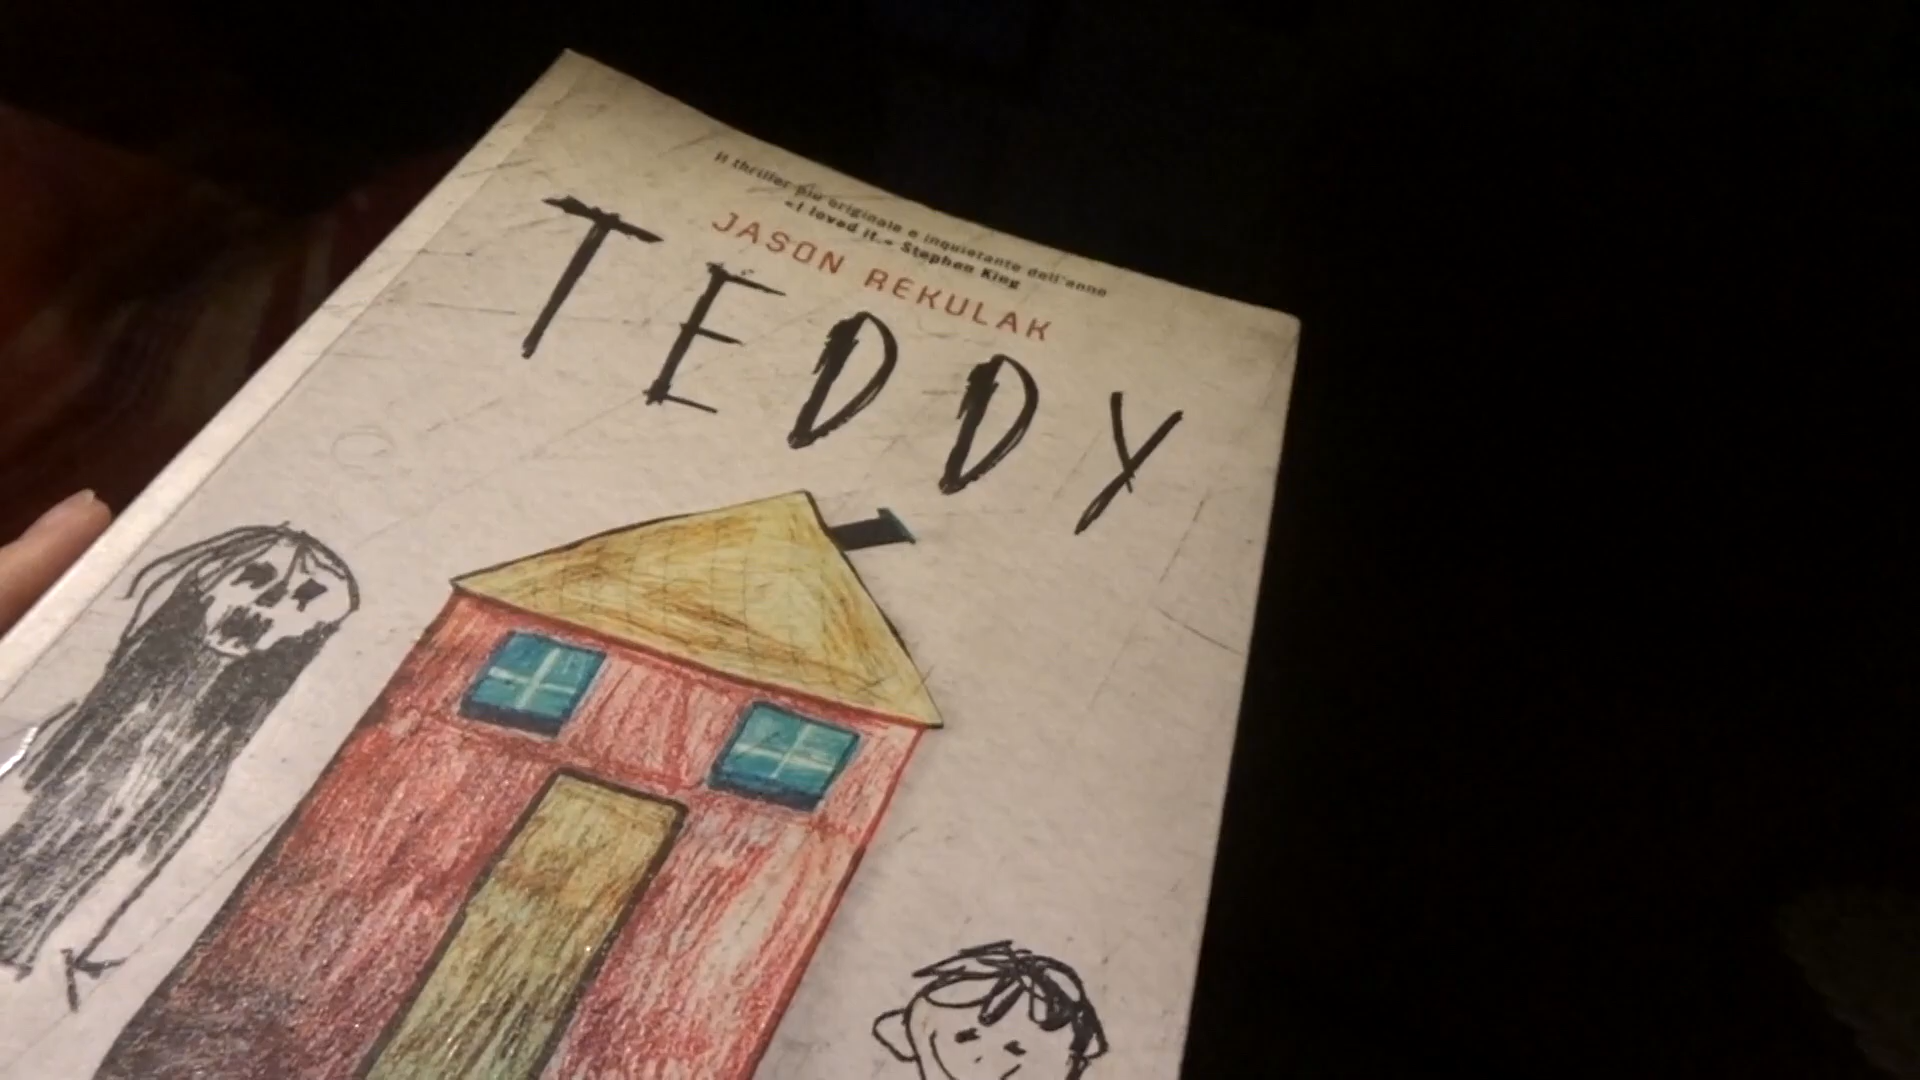 Il thriller più originale e inquietante dell'anno
«I loved it.» Stephen King
JASON REKULAK
TEDDY